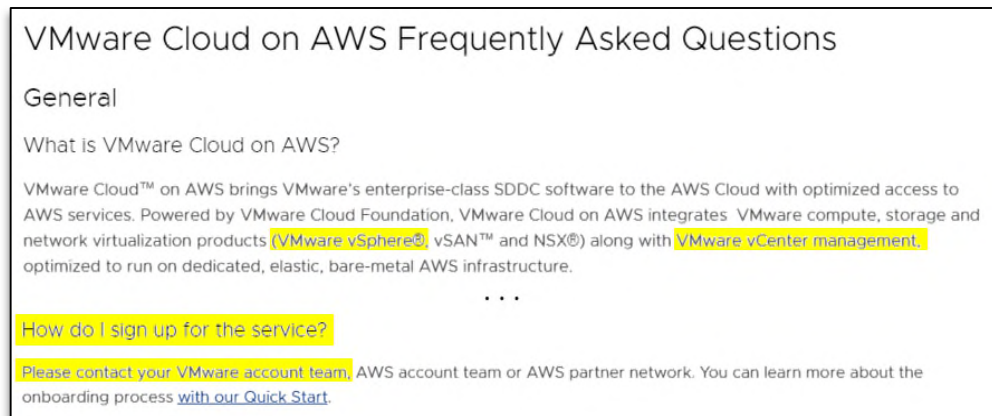 VMware Cloud on AWS Frequently Asked Questions
General
What is VMware Cloud on AWS?
VMware Cloud™ on AWS brings VMware's enterprise-class SDDC software to the AWS Cloud with optimized access to
AWS services. Powered by VMware Cloud Foundation, VMware Cloud on AWS integrates VMware compute, storage and
network virtualization products (VMware vSphere®, vSAN™ and NSX®) along with VMware vCenter management,
optimized to run on dedicated, elastic, bare-metal AWS infrastructure.
...
How do I sign up for the service?
Please contact your VMware account team, AWS account team or AWS partner network. You can learn more about the
onboarding process with our Quick Start.